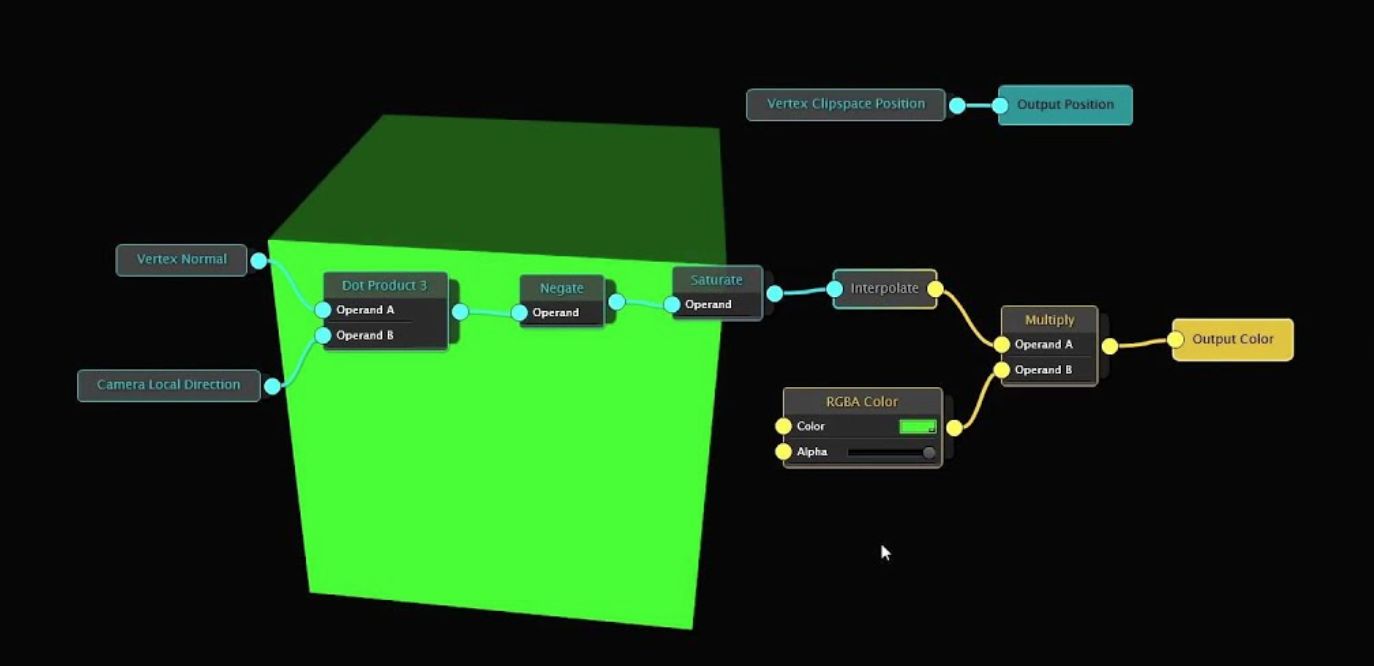 Vertex Clipspace Position
Output Position
Vertex Normal
Dot Product 3
Operand A
Operand B
Negate
Operand
Saturate
Operand
Interpolate
Camera Local Direction
Multiply
Operand A
Operand B
Output Color
RGBA Color
Color
Alpha